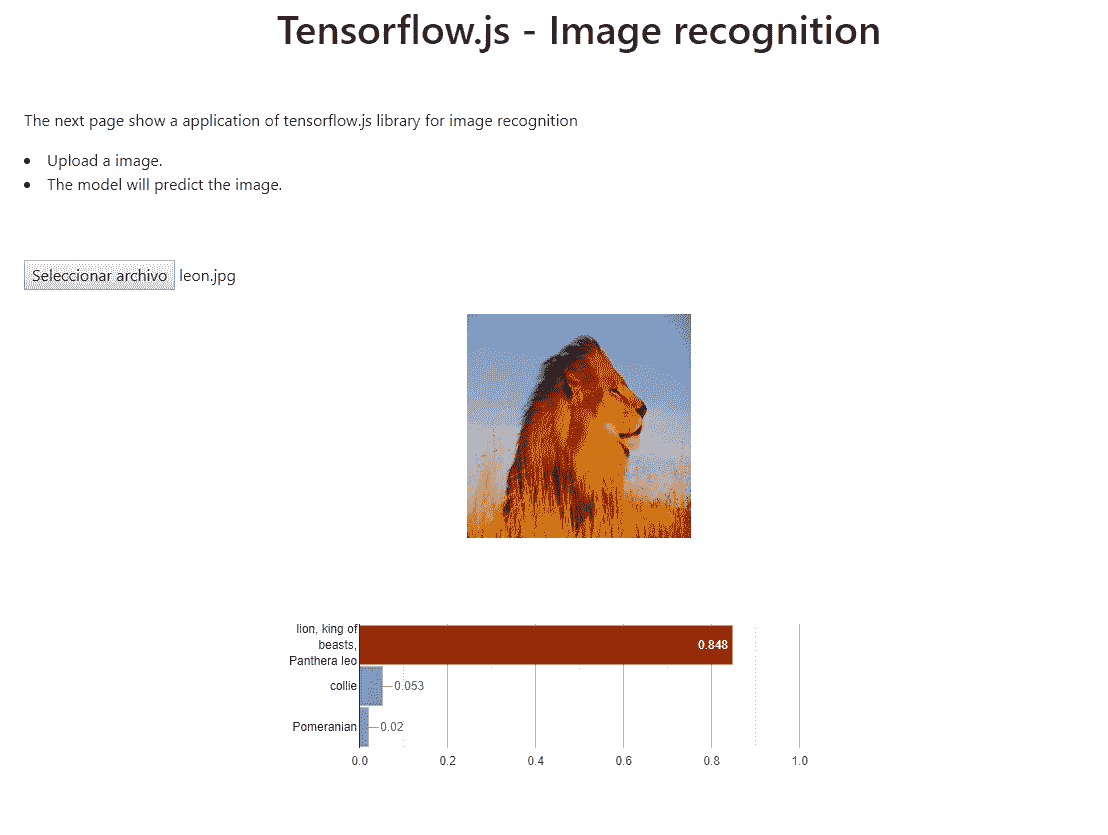 Tensorflow.js - Image recognition
The next page show a application of tensorflow.js library for image recognition
Upload a image.
The model will predict the image.
Seleccionar archivo leon.jpg
lion, king of
beasts,
Panthera leo
0.848
collie
0.053
Pomeranian
0.02
0.0 0.2 0.4 0.6 0.8 1.0